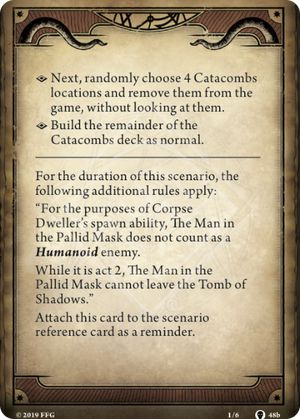 Next, randomly choose 4 Catacombs
locations and remove them from the
game, without looking at them.
Build the remainder of the
Catacombs deck as normal.
For the duration of this scenario, the
following additional rules apply:
“For the purposes of Corpse
Dweller’s spawn ability, The Man in
the Pallid Mask does not count as a
Humanoid enemy.
While it is act 2, The Man in the
Pallid Mask cannot leave the Tomb of
Shadows.”
Attach this card to the scenario
reference card as a reminder.
© 2019 FFG
1/6
48b